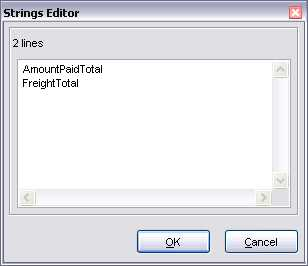 Strings Editor
2 lines
AmountPaidTotal
FreightTotal
OK
Cancel